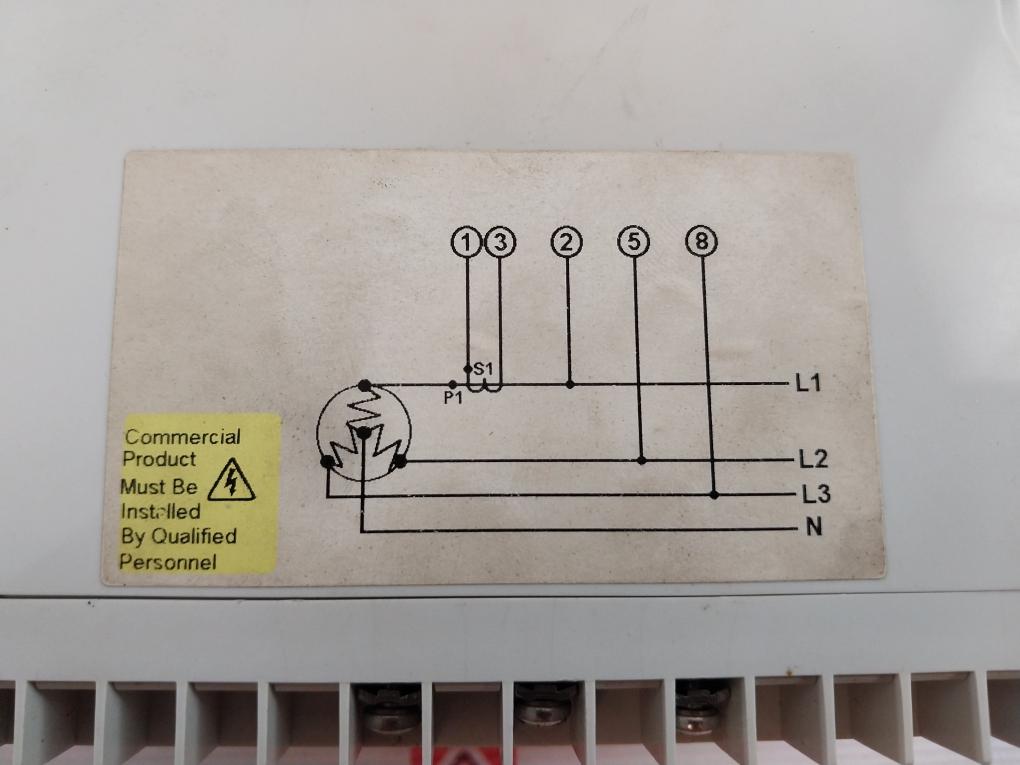 1 3 2 5 8
S1
P1
L1
L2
L3
N
Commercial
Product
Must Be
Installed
By Qualified
Personnel